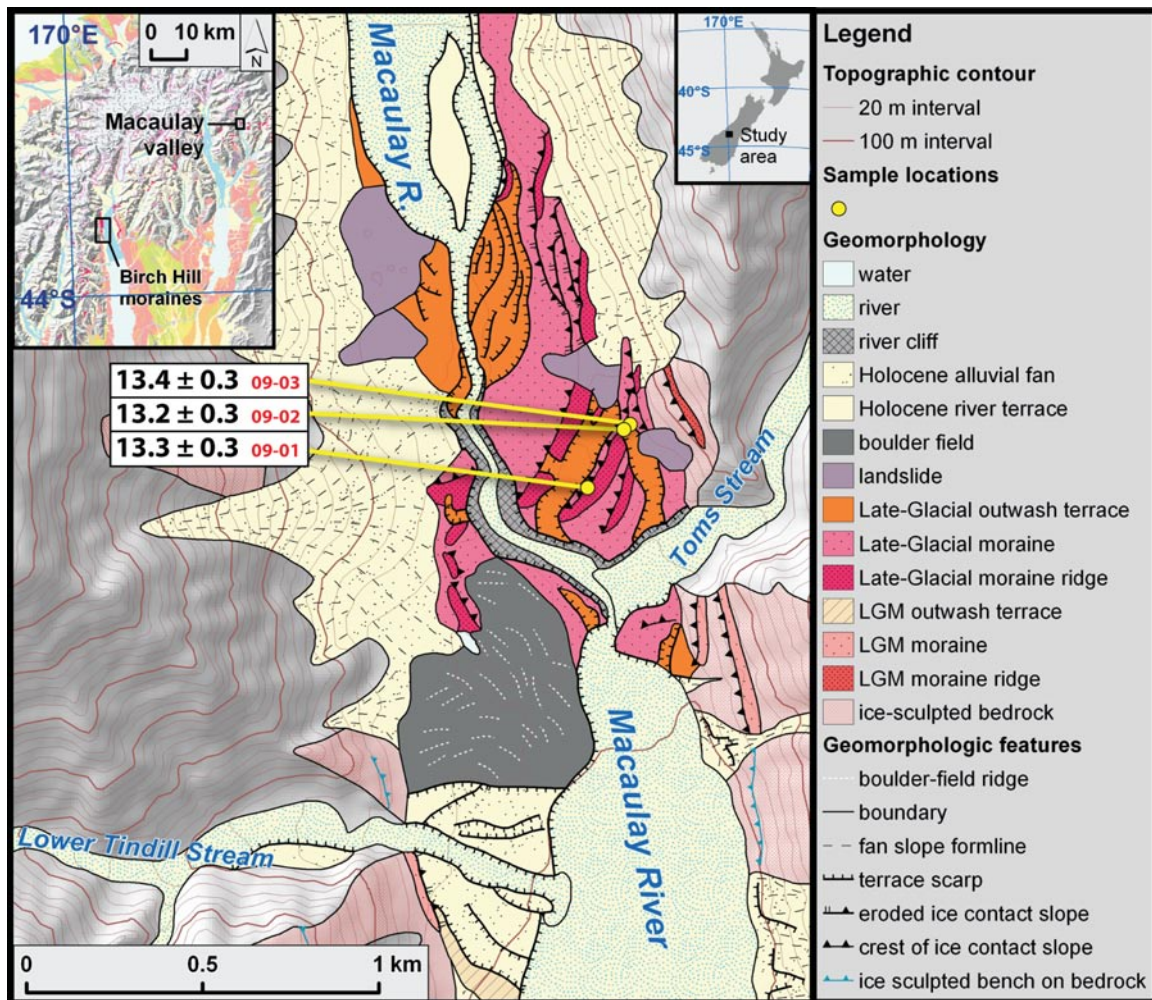 170°E
0 10 km
N
Macaulay
valley
Birch Hill
moraines
44°S
Macaulay R.
170°E
40°S
45°S
Study
area
13.4 ± 0.3 09-03
13.2 ± 0.3 09-02
13.3 ± 0.3 09-01
Toms Stream
Macaulay River
Lower Tindill Stream
0 0.5 1 km
Legend
Topographic contour
20 m interval
100 m interval
Sample locations
Geomorphology
water
river
river cliff
Holocene alluvial fan
Holocene river terrace
boulder field
landslide
Late-Glacial outwash terrace
Late-Glacial moraine
Late-Glacial moraine ridge
LGM outwash terrace
LGM moraine
LGM moraine ridge
ice-sculpted bedrock
Geomorphologic features
boulder-field ridge
boundary
fan slope formline
terrace scarp
eroded ice contact slope
crest of ice contact slope
ice sculpted bench on bedrock